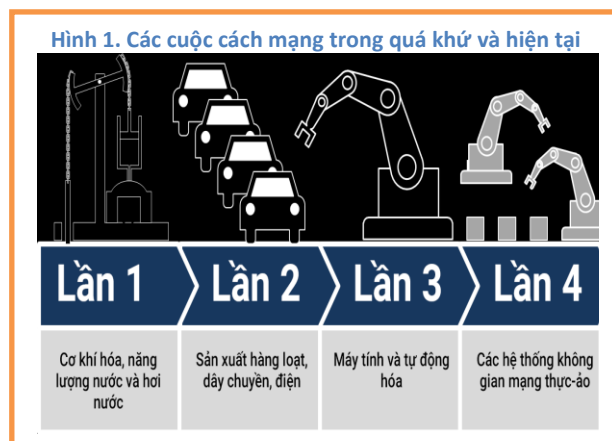 Hình 1. Các cuộc cách mạng trong quá khứ và hiện tại
Lần 1
Lần 2
Lần 3
Lần 4
Cơ khí hóa, năng
lượng nước và hơi
nước
Sản xuất hàng loạt,
dây chuyền, điện
Máy tính và tự động
hóa
Các hệ thống không
gian mạng thực-ảo